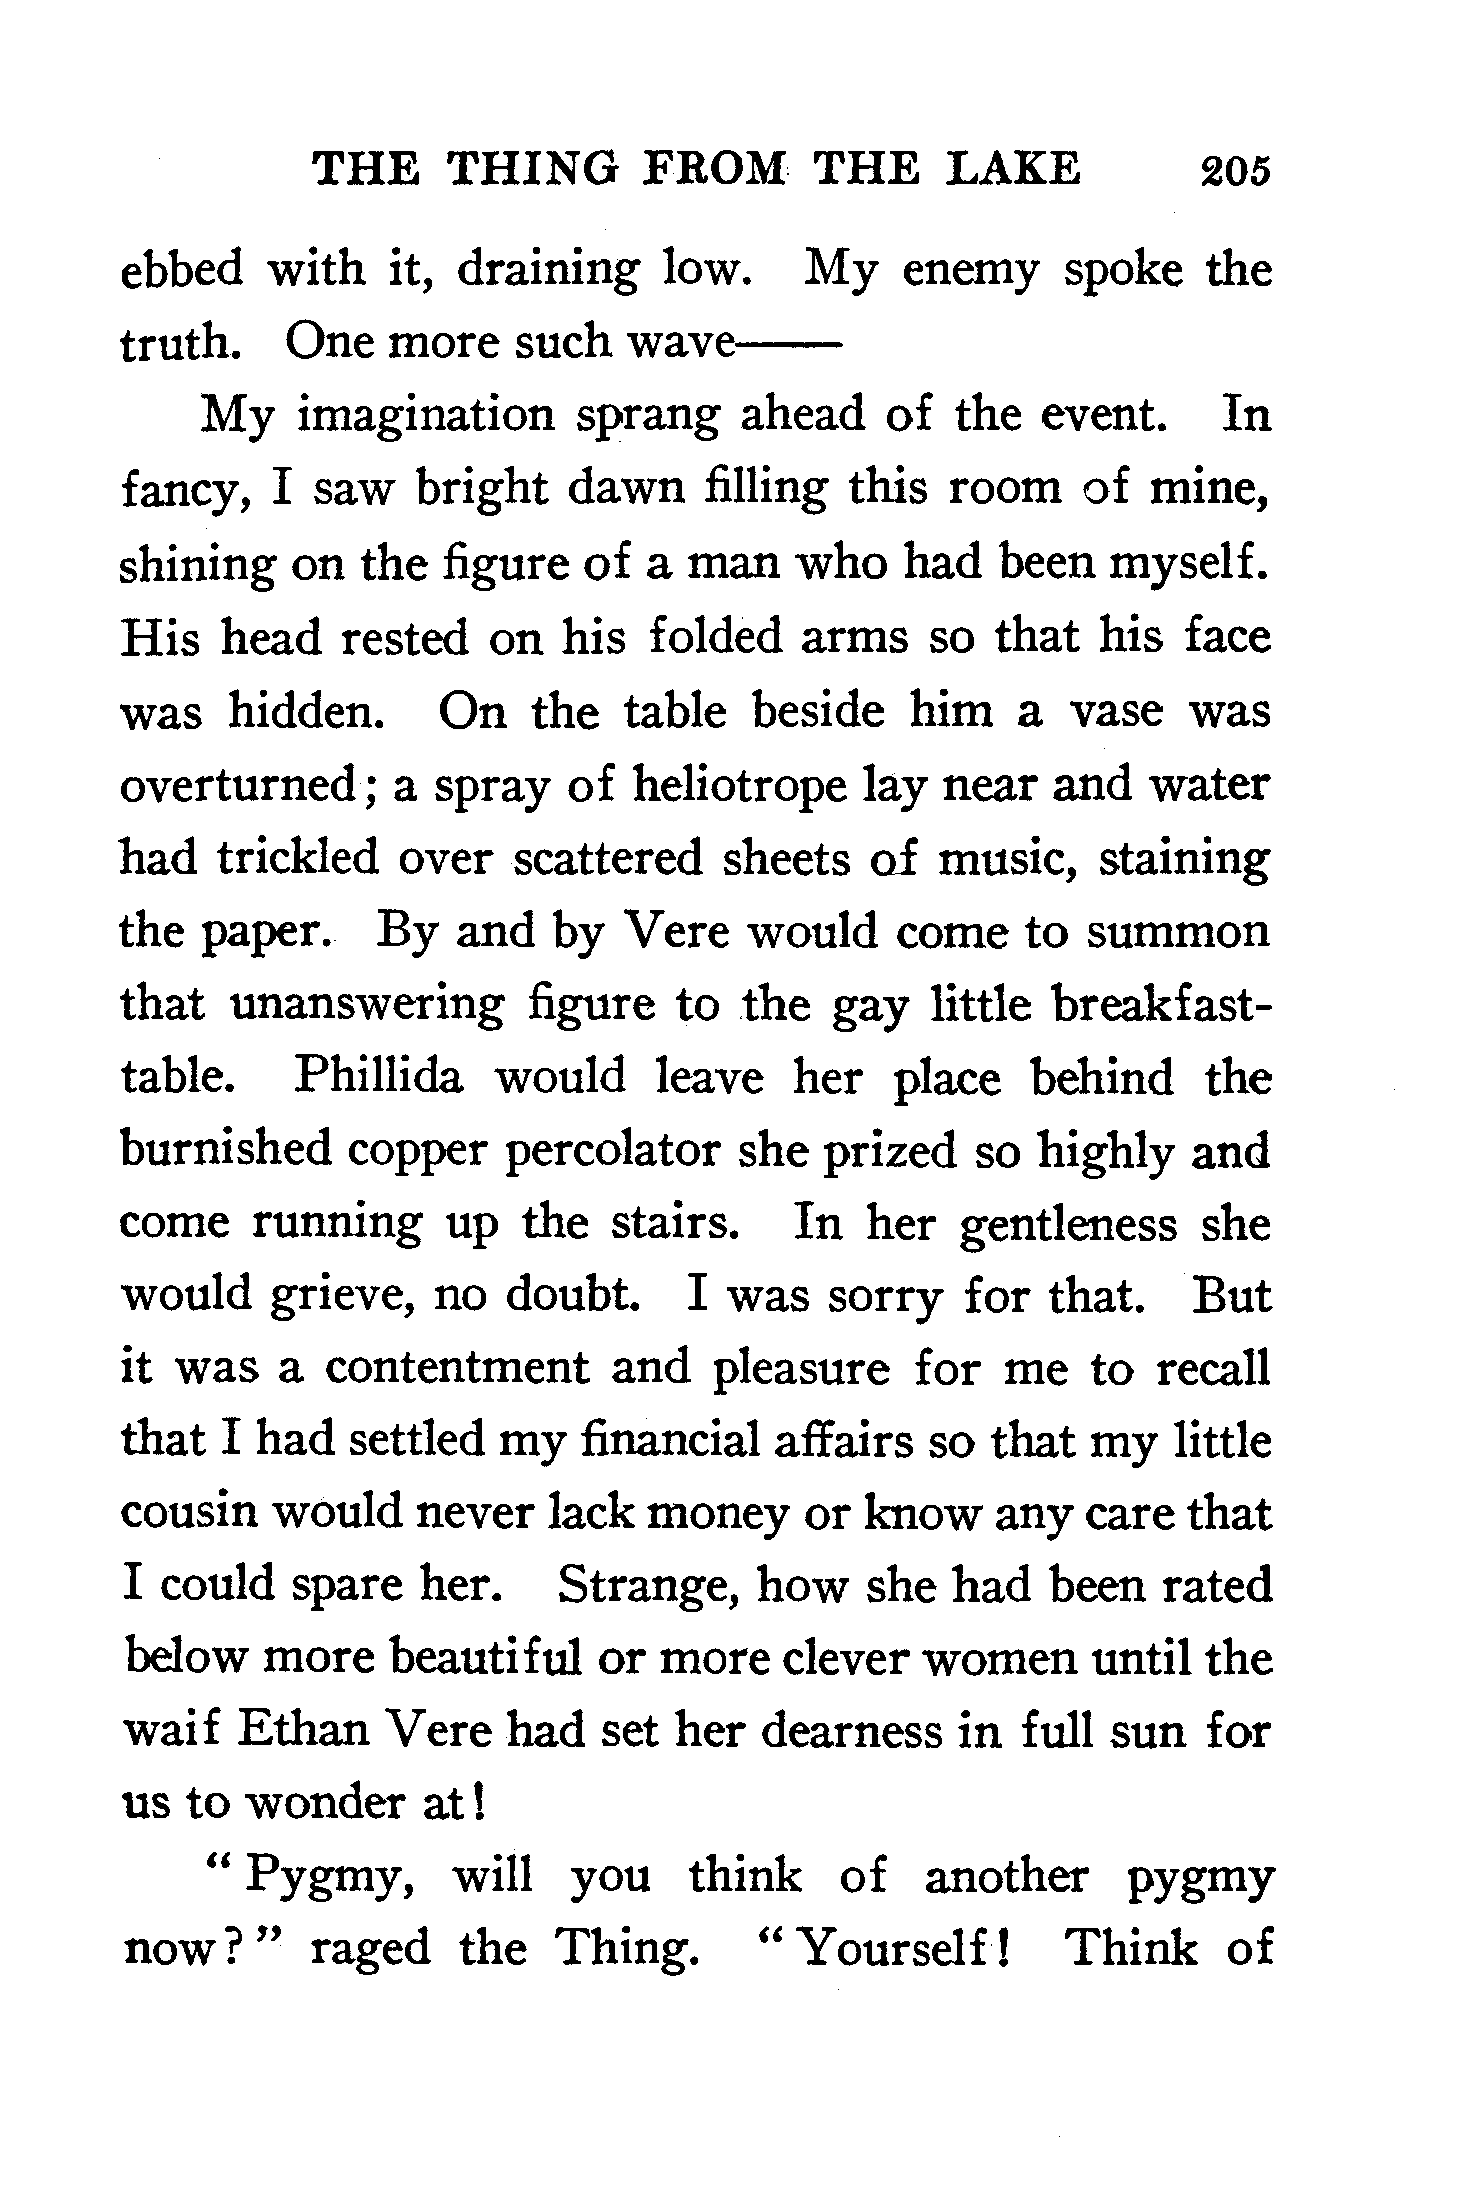 THE THING FROM THE LAKE 205
ebbed with it, draining low. My enemy spoke the
truth. One more such wave——
My imagination sprang ahead of the event. In
fancy, I saw bright dawn filling this room of mine,
shining on the figure of a man who had been myself.
His head rested on his folded arms so that his face
was hidden. On the table beside him a vase was
overturned; a spray of heliotrope lay near and water
had trickled over scattered sheets of music, staining
the paper. By and by Vere would come to summon
that unanswering figure to the gay little breakfast-
table. Phillida would leave her place behind the
burnished copper percolator she prized so highly and
come running up the stairs. In her gentleness she
would grieve, no doubt. I was sorry for that. But
it was a contentment and pleasure for me to recall
that I had settled my financial affairs so that my little
cousin would never lack money or know any care that
I could spare her. Strange, how she had been rated
below more beautiful or more clever women until the
waif Ethan Vere had set her dearness in full sun for
us to wonder at!
“Pygmy, will you think of another pygmy
now?” raged the Thing. “Yourself! Think of